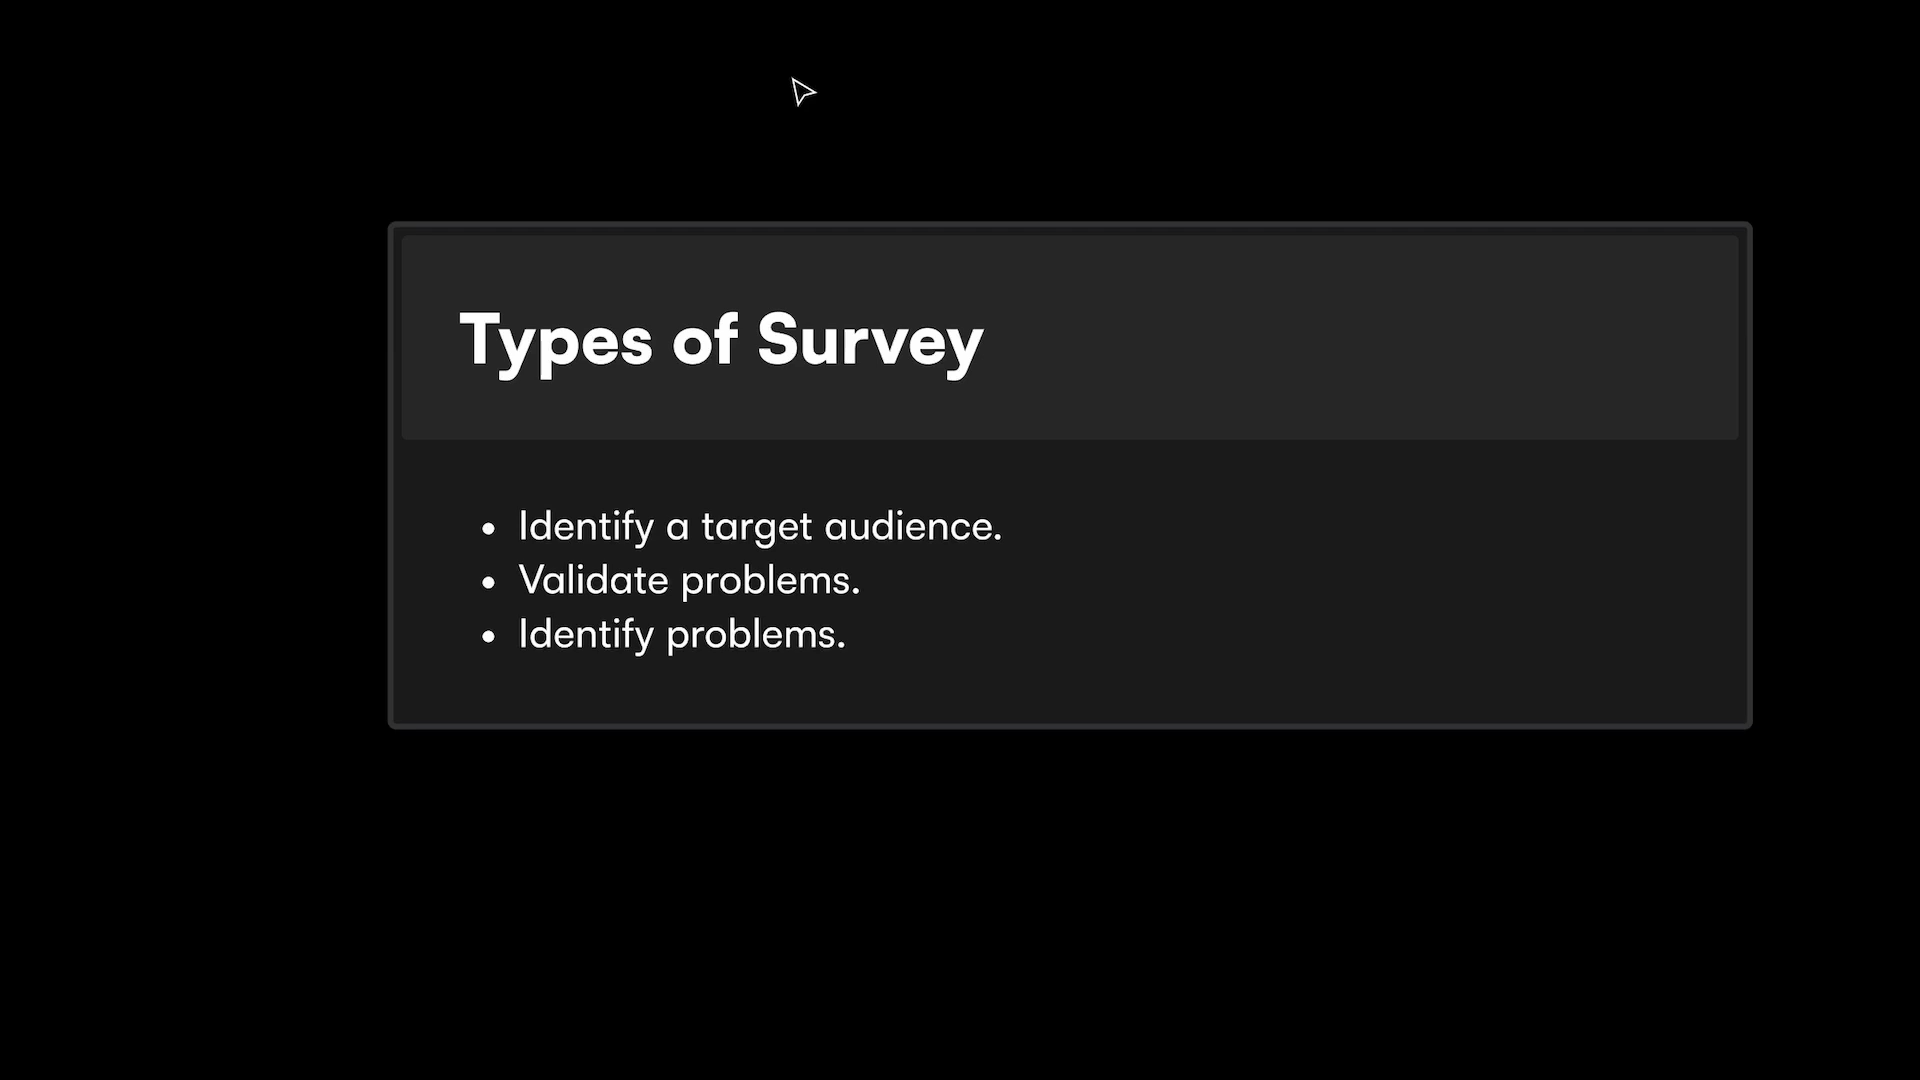 Types of Survey
• Identify a target audience.
• Validate problems.
• Identify problems.